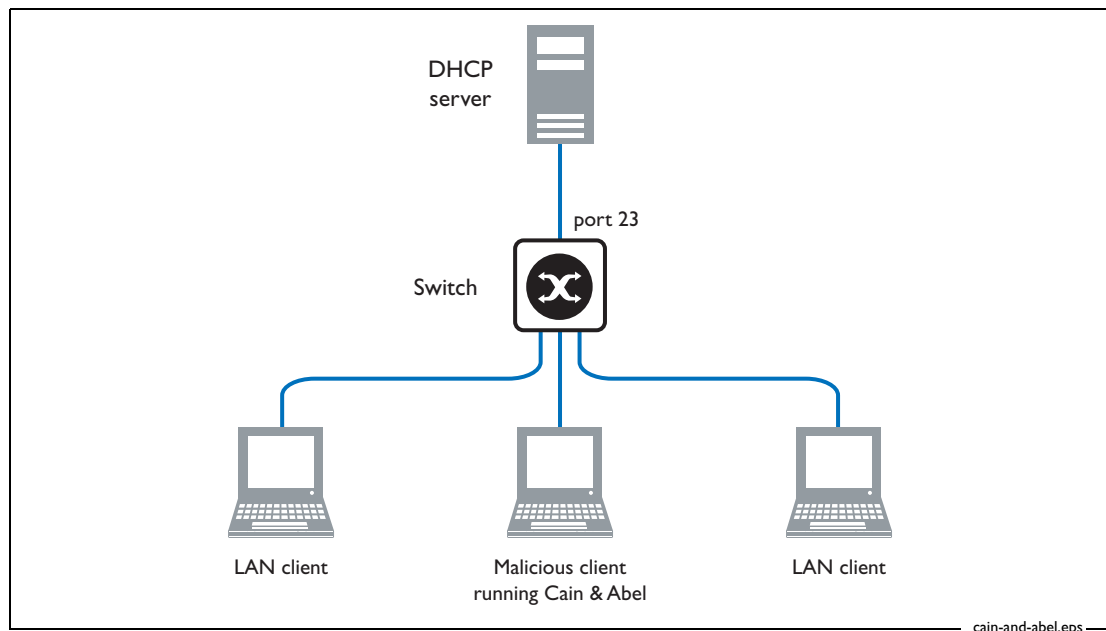 DHCP
server
port 23
Switch
LAN client
Malicious client
running Cain & Abel
LAN client
cain-and-abel.eps